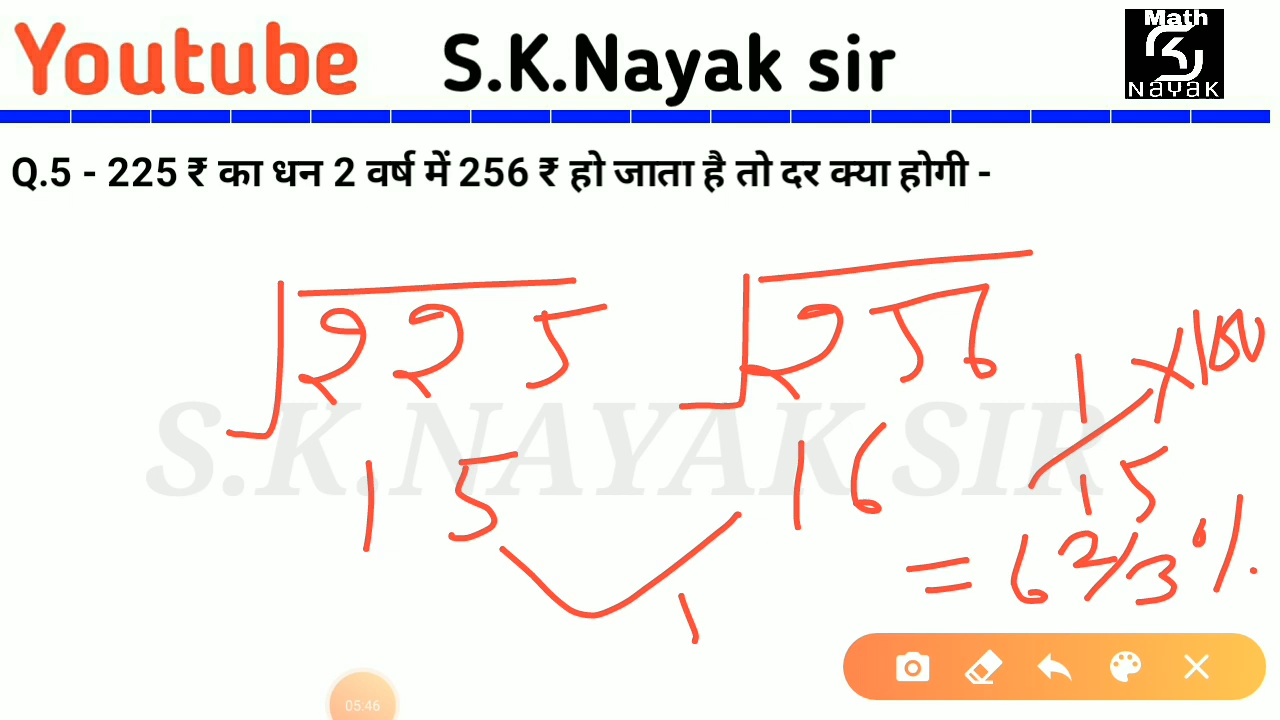 Youtube S.K.Nayak sir
Math
NAYAK
Q.5 - 225 ₹ का धन 2 वर्ष में 256 ₹ हो जाता है तो दर क्या होगी -
√225 √256
1 × 100
S.K.NAYAK SIR
15 16
15
1
= 6 2/3 %.
05:46